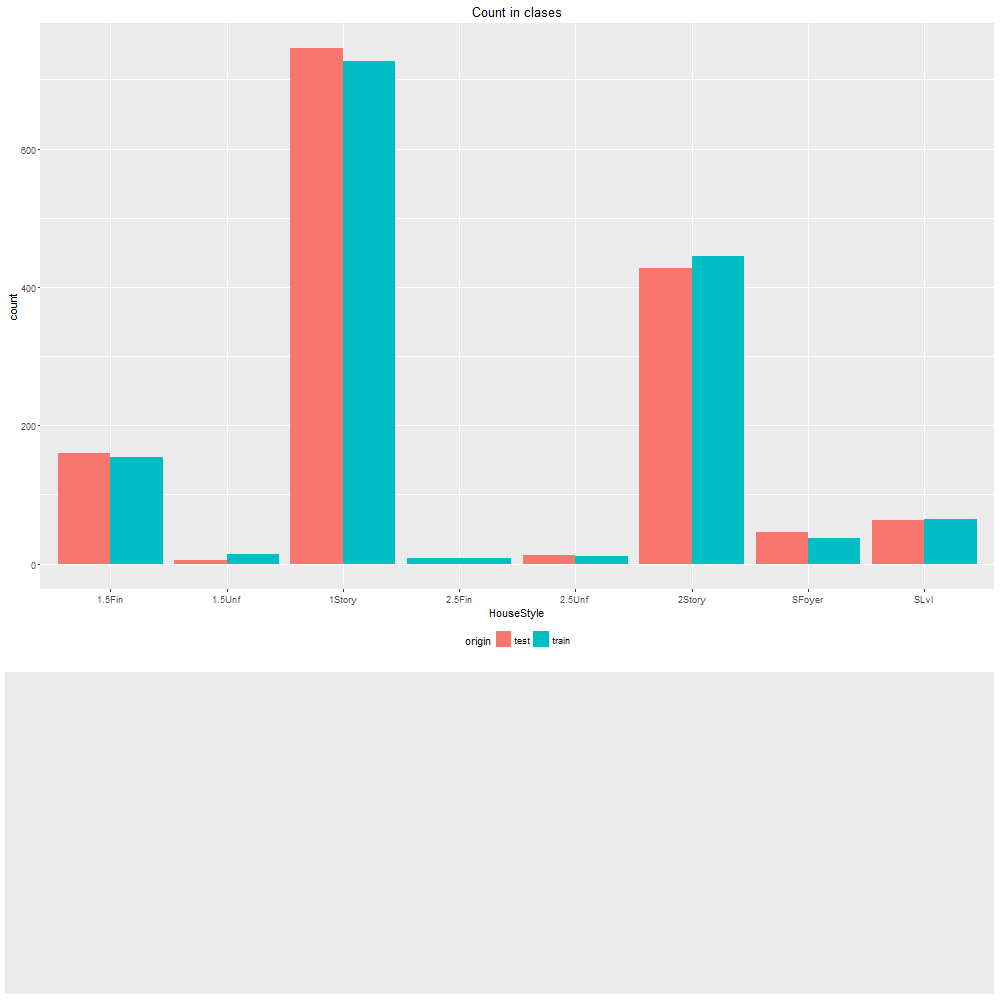 Count in clases
600
400
200
0
count
1.5Fin 1.5Unf 1Story 2.5Fin 2.5Unf 2Story SFoyer SLvl
HouseStyle
origin test train